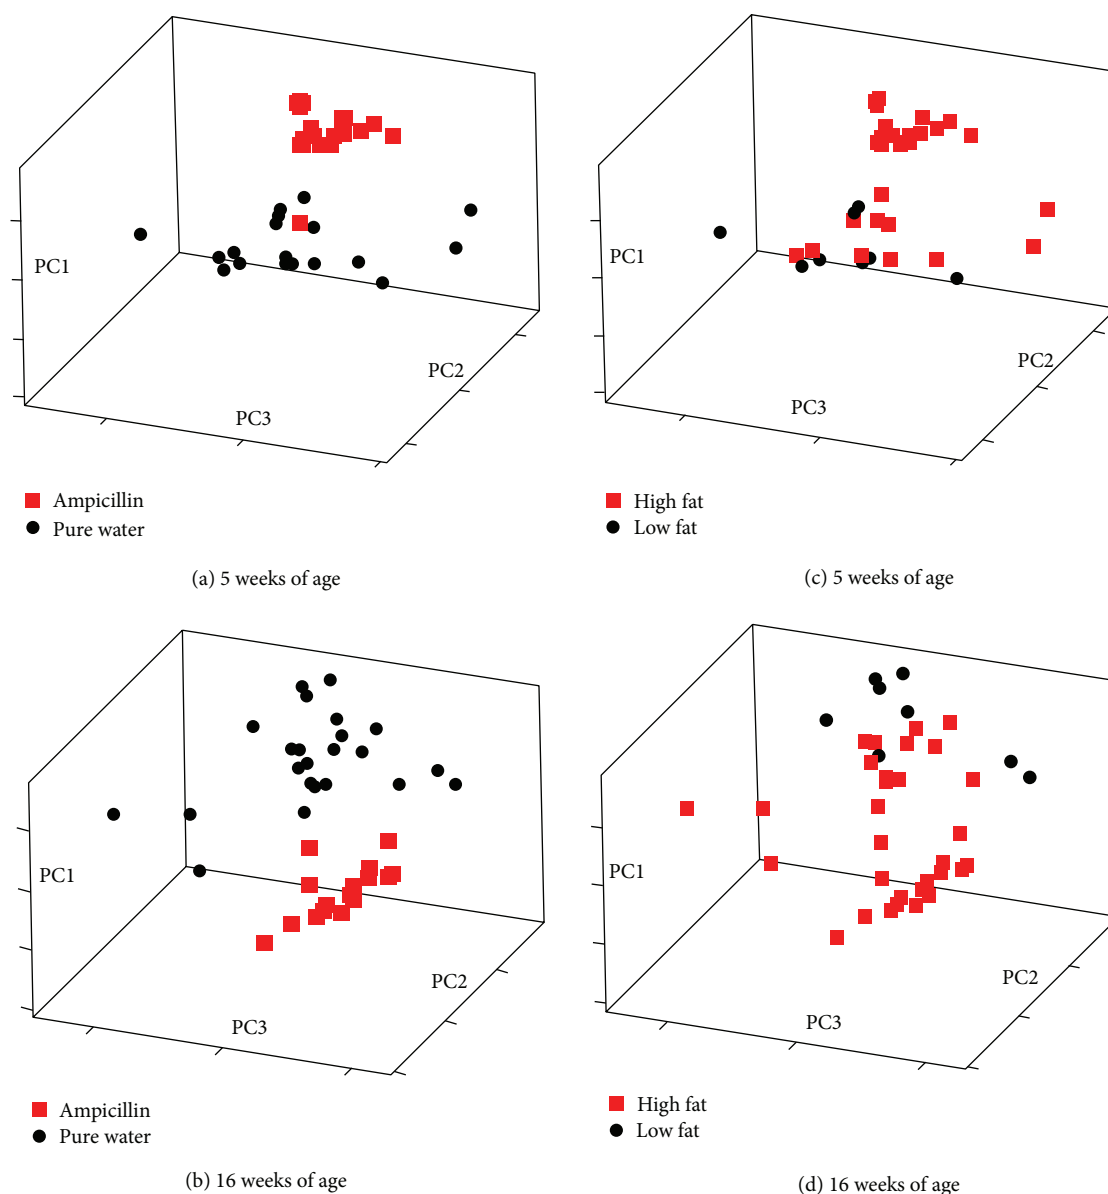 PC1
PC2
PC3
Ampicillin
Pure water
(a) 5 weeks of age
PC1
PC2
PC3
High fat
Low fat
(c) 5 weeks of age
PC1
PC2
PC3
Ampicillin
Pure water
(b) 16 weeks of age
PC1
PC2
PC3
High fat
Low fat
(d) 16 weeks of age